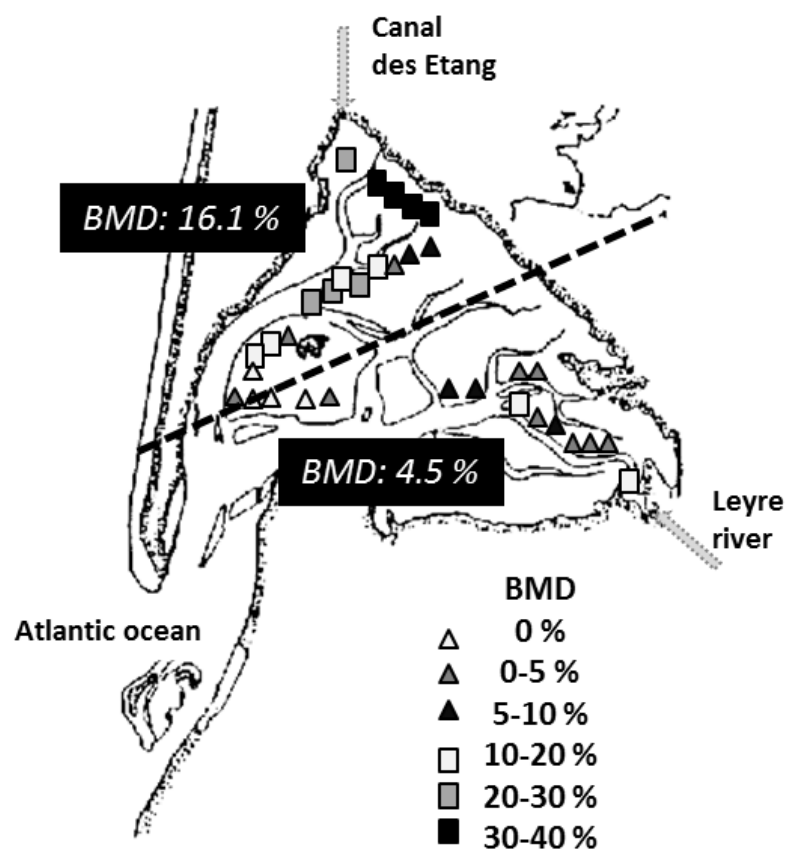 Canal
des Etang
BMD: 16.1 %
BMD: 4.5 %
Leyre
river
Atlantic ocean
BMD
0 %
0-5 %
5-10 %
10-20 %
20-30 %
30-40 %